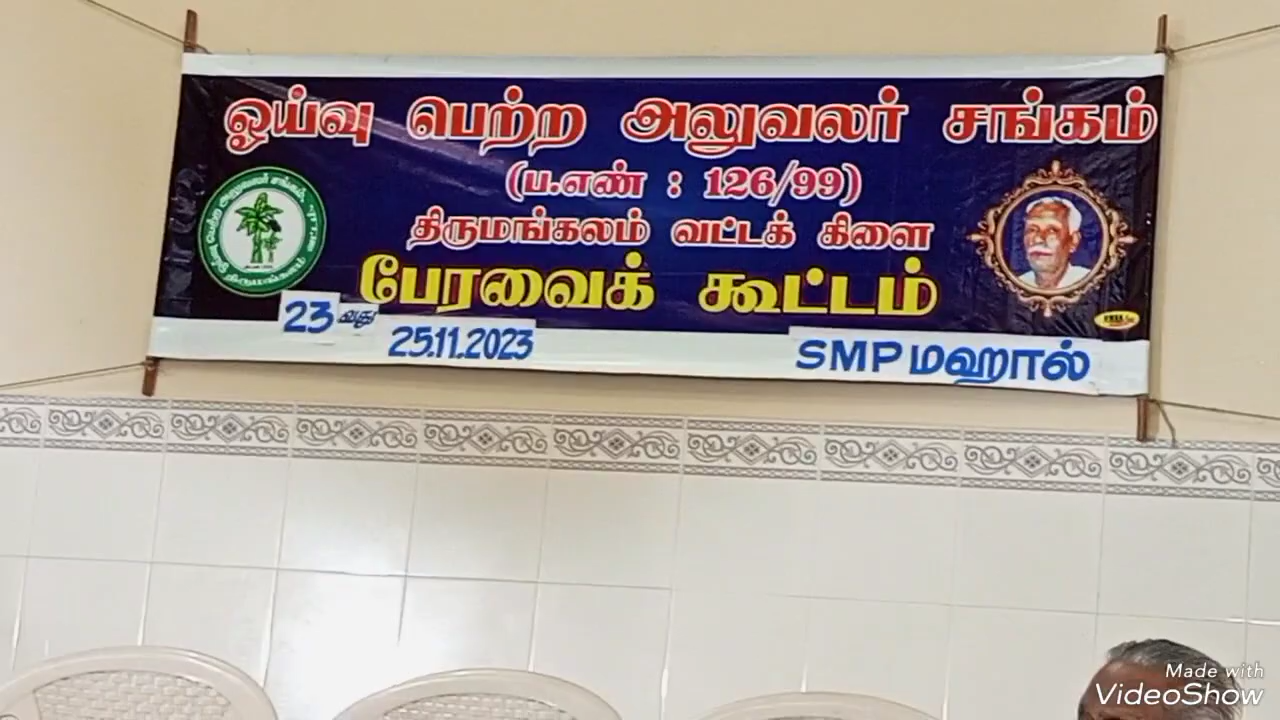 ஓய்வு பெற்ற அலுவலர் சங்கம்
(ப.எண் : 126/99)
திருமங்கலம் வட்டக் கிளை
பேரவைக் கூட்டம்
23 வது
25.11.2023
SMP மஹால்
Made with
VideoShow